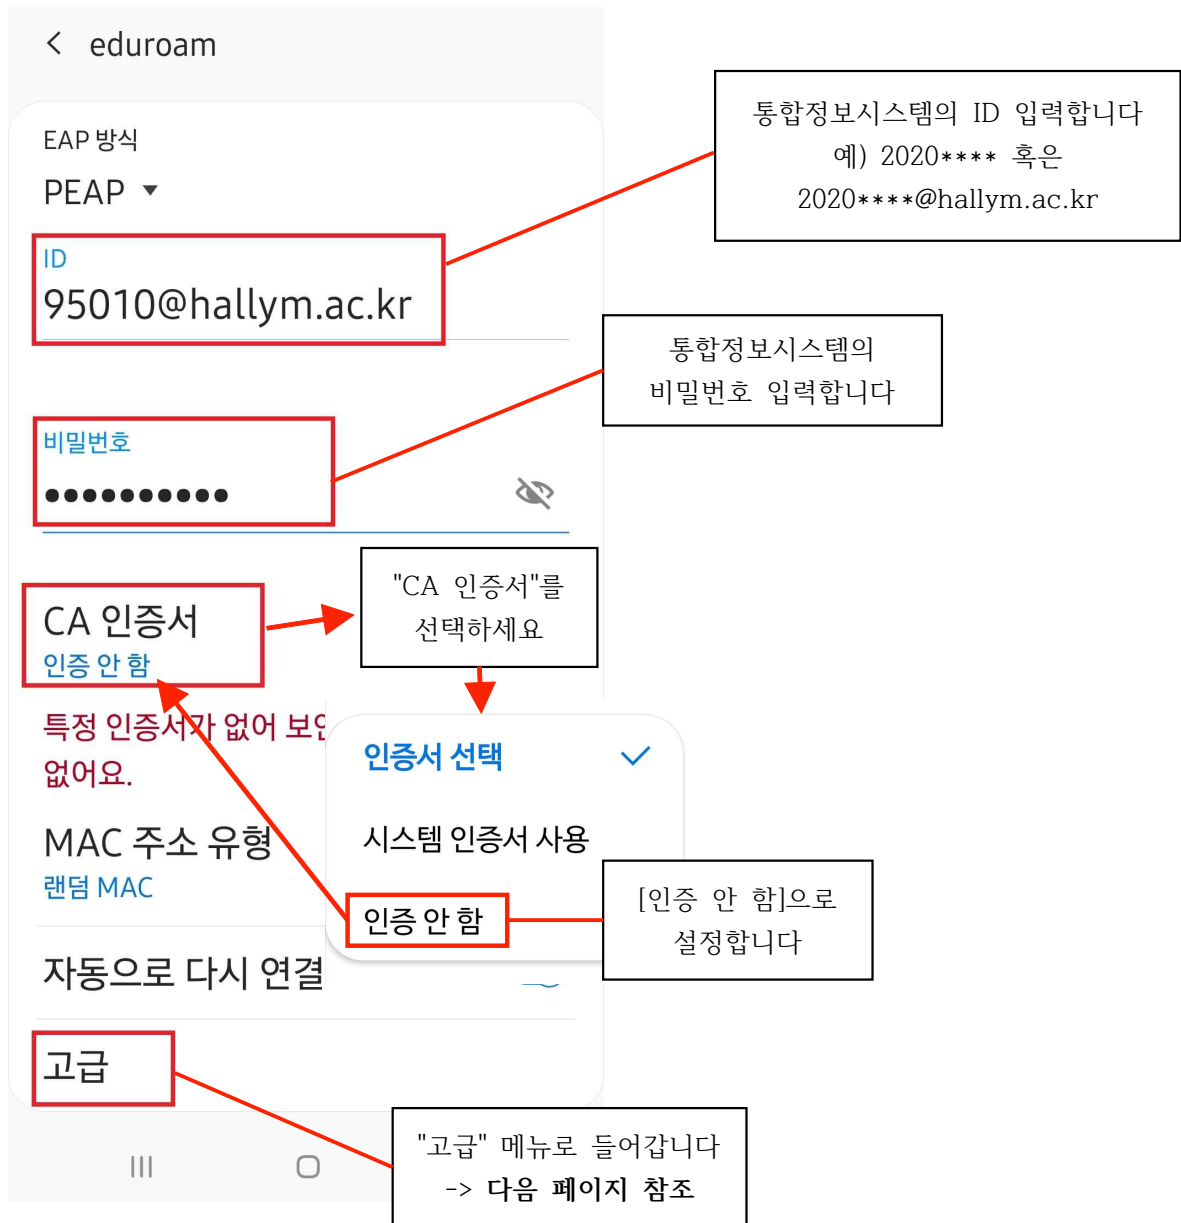 eduroam
EAP 방식
PEAP
ID
95010@hallym.ac.kr
통합정보시스템의 ID 입력합니다
예) 2020**** 혹은
2020****@hallym.ac.kr
비밀번호
••••••••••
통합정보시스템의
비밀번호 입력합니다
CA 인증서
인증 안 함
"CA 인증서"를
선택하세요
특정 인증서가 없어
없어요.
인증서 선택
시스템 인증서 사용
인증 안 함
[인증 안 함]으로
설정합니다
MAC 주소 유형
랜덤 MAC
자동으로 다시 연결
고급
"고급" 메뉴로 들어갑니다
-> 다음 페이지 참조